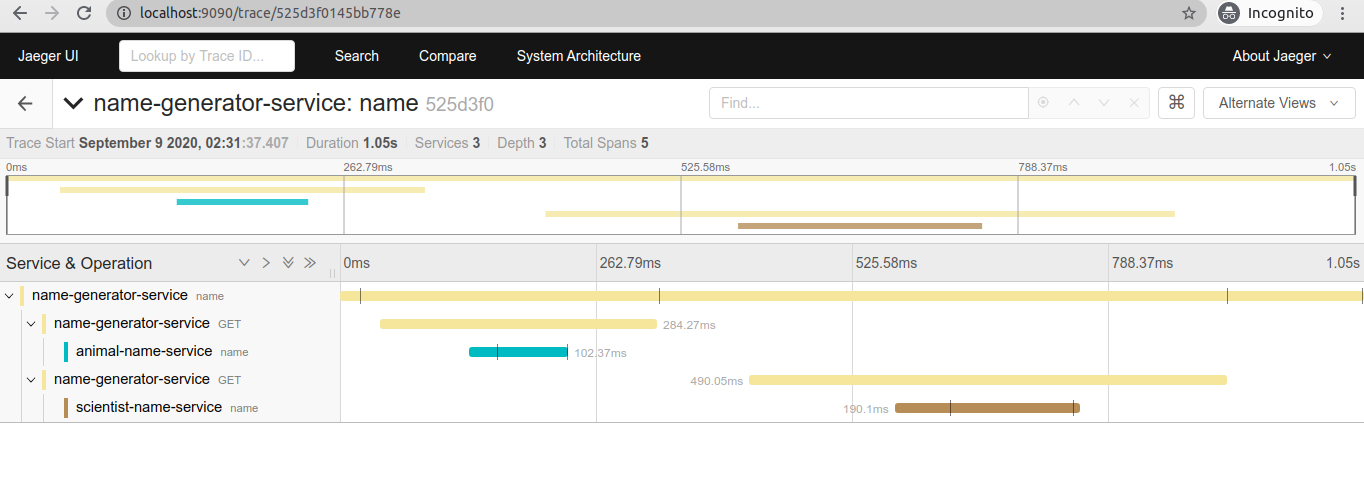 localhost:9090/trace/525d3f0145bb778e Incognito
Jaeger UI Lookup by Trace ID... Search Compare System Architecture About Jaeger
name-generator-service: name 525d3f0 Find... ⌘ Alternate Views
Trace Start September 9 2020, 02:31:37.407 Duration 1.05s Services 3 Depth 3 Total Spans 5
0ms 262.79ms 525.58ms 788.37ms 1.05s
Service & Operation 0ms 262.79ms 525.58ms 788.37ms 1.05s
name-generator-service name
name-generator-service GET 284.27ms
animal-name-service name 102.37ms
name-generator-service GET 490.05ms
scientist-name-service name 190.1ms